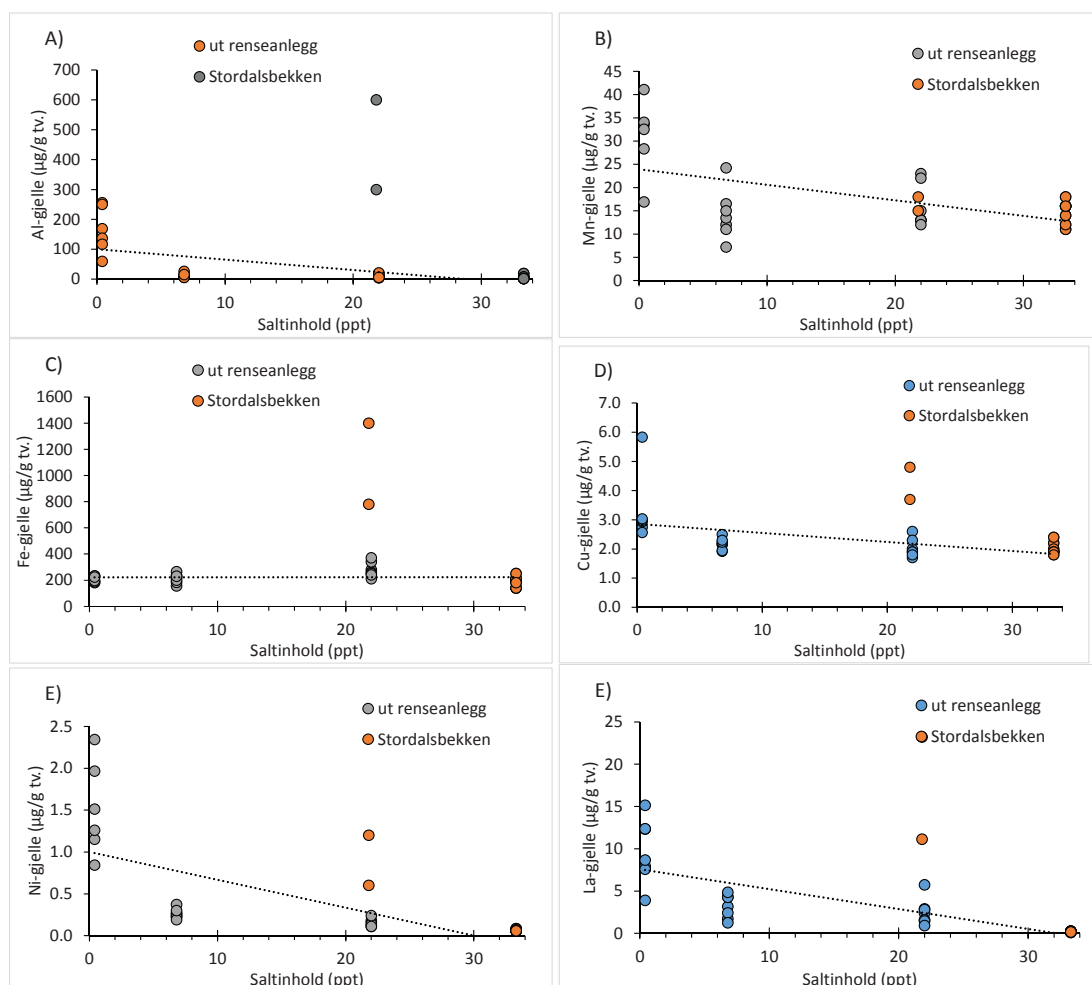 A)
ut renseanlegg
Stordalsbekken
700
600
500
400
300
200
100
0
Al-gjelle (µg/g tv.)
0 10 20 30
Saltinhold (ppt)
B)
ut renseanlegg
Stordalsbekken
45
40
35
30
25
20
15
10
5
0
Mn-gjelle (µg/g tv.)
0 10 20 30
Saltinhold (ppt)
C)
ut renseanlegg
Stordalsbekken
1600
1400
1200
1000
800
600
400
200
0
Fe-gjelle (µg/g tv.)
0 10 20 30
Saltinhold (ppt)
D)
ut renseanlegg
Stordalsbekken
7.0
6.0
5.0
4.0
3.0
2.0
1.0
0.0
Cu-gjelle (µg/g tv.)
0 10 20 30
Saltinhold (ppt)
E)
ut renseanlegg
Stordalsbekken
2.5
2.0
1.5
1.0
0.5
0.0
Ni-gjelle (µg/g tv.)
0 10 20 30
Saltinhold (ppt)
E)
ut renseanlegg
Stordalsbekken
25
20
15
10
5
0
La-gjelle (µg/g tv.)
0 10 20 30
Saltinhold (ppt)